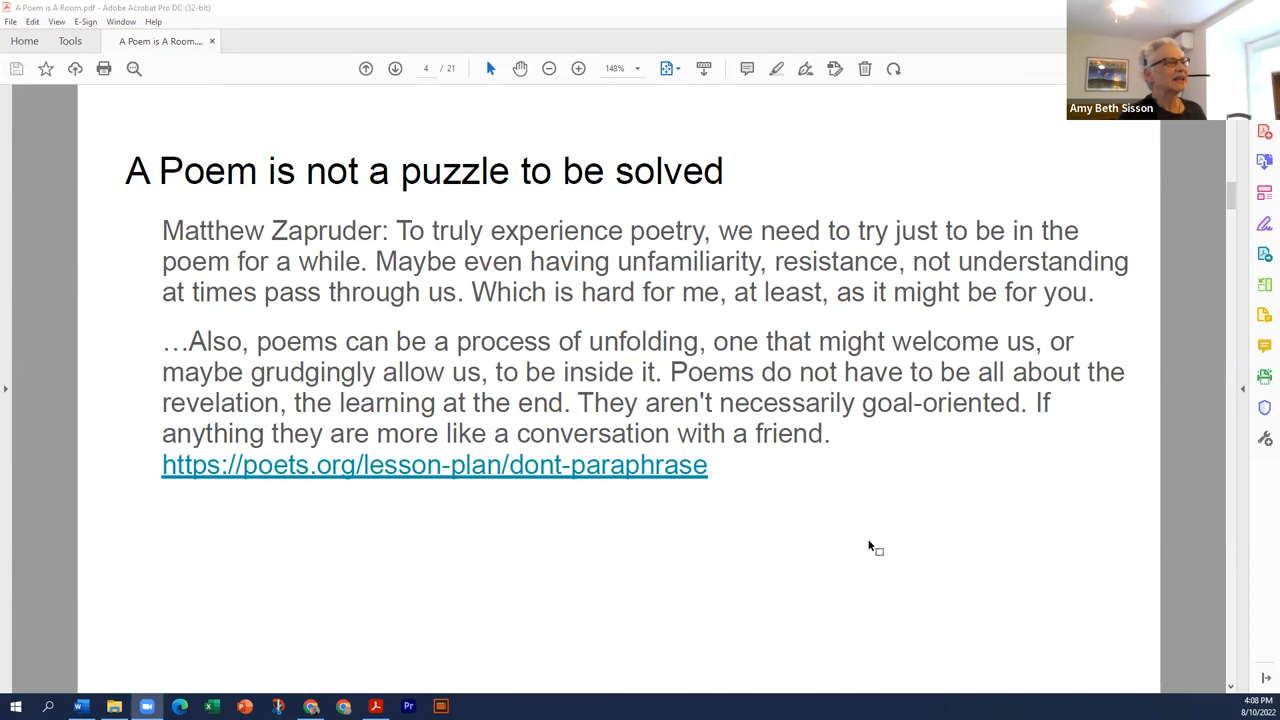 A Poem is A Room.pdf - Adobe Acrobat Pro DC (32-bit)
File Edit View E-Sign Window Help
Home Tools A Poem is A Room.... ×
4 / 21 148%
Amy Beth Sisson
A Poem is not a puzzle to be solved
Matthew Zapruder: To truly experience poetry, we need to try just to be in the
poem for a while. Maybe even having unfamiliarity, resistance, not understanding
at times pass through us. Which is hard for me, at least, as it might be for you.
…Also, poems can be a process of unfolding, one that might welcome us, or
maybe grudgingly allow us, to be inside it. Poems do not have to be all about the
revelation, the learning at the end. They aren't necessarily goal-oriented. If
anything they are more like a conversation with a friend.
https://poets.org/lesson-plan/dont-paraphrase
Pr
4:08 PM
8/10/2022